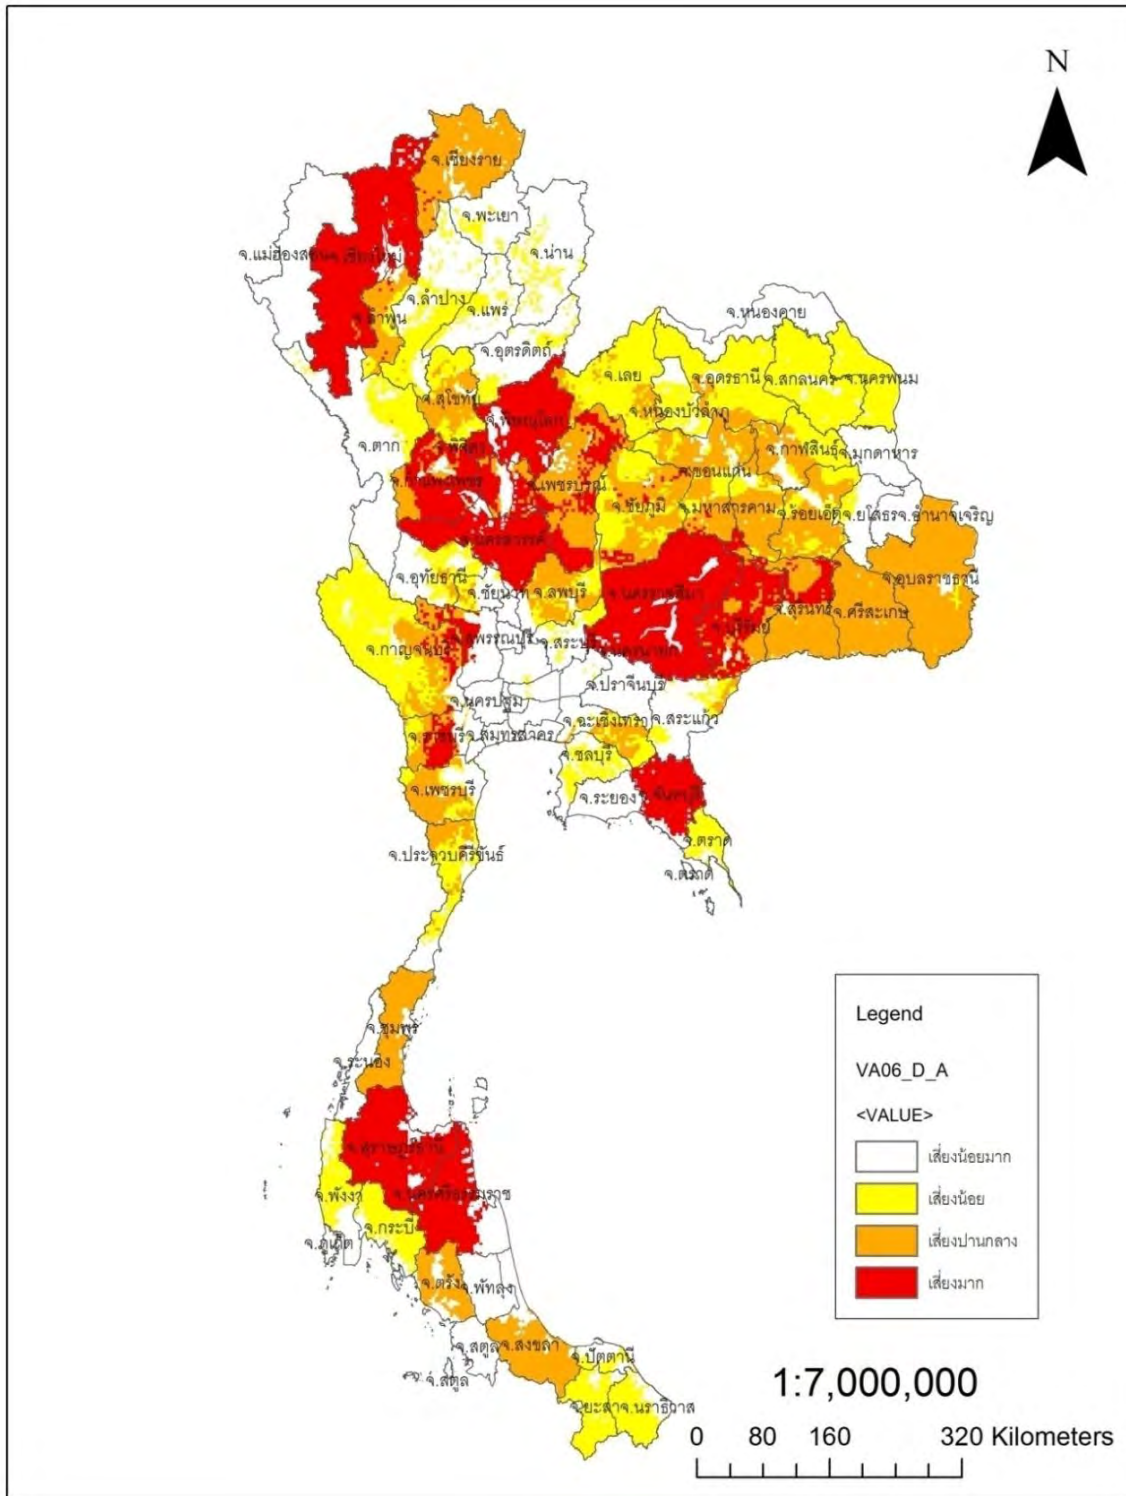 N
จ.เชียงราย
จ.พะเยา
จ.น่าน
จ.แม่ฮ่องสอน
จ.เชียงใหม่
จ.ลำปาง
จ.แพร่
จ.ลำพูน
จ.หนองคาย
จ.อุตรดิตถ์
จ.เลย
จ.อุดรธานี
จ.สกลนคร
จ.นครพนม
จ.สุโขทัย
จ.หนองบัวลำภู
จ.พิษณุโลก
จ.ตาก
จ.พิจิตร
จ.กาฬสินธุ์
จ.มุกดาหาร
จ.ขอนแก่น
จ.กำแพงเพชร
จ.เพชรบูรณ์
จ.ชัยภูมิ
จ.มหาสารคาม
จ.ร้อยเอ็ด
จ.ยโสธร
จ.อำนาจเจริญ
จ.นครสวรรค์
จ.อุทัยธานี
จ.ชัยนาท
จ.ลพบุรี
จ.นครราชสีมา
จ.สุรินทร์
จ.ศรีสะเกษ
จ.อุบลราชธานี
จ.บุรีรัมย์
จ.สุพรรณบุรี
จ.สระบุรี
จ.นครนายก
จ.กาญจนบุรี
จ.ปราจีนบุรี
จ.นครปฐม
จ.สระแก้ว
จ.ฉะเชิงเทรา
จ.ราชบุรี
จ.สมุทรสาคร
จ.ชลบุรี
จ.เพชรบุรี
จ.ระยอง
จ.จันทบุรี
จ.ตราด
จ.ตราด
จ.ประจวบคีรีขันธ์
จ.ชุมพร
จ.ระนอง
จ.สุราษฎร์ธานี
จ.นครศรีธรรมราช
จ.พังงา
จ.กระบี่
จ.ภูเก็ต
จ.ตรัง
จ.พัทลุง
จ.สตูล
จ.สงขลา
จ.ปัตตานี
จ.สตูล
จ.ยะลา
จ.นราธิวาส
Legend
VA06_D_A
<VALUE>
เสี่ยงน้อยมาก
เสี่ยงน้อย
เสี่ยงปานกลาง
เสี่ยงมาก
1:7,000,000
0 80 160 320 Kilometers